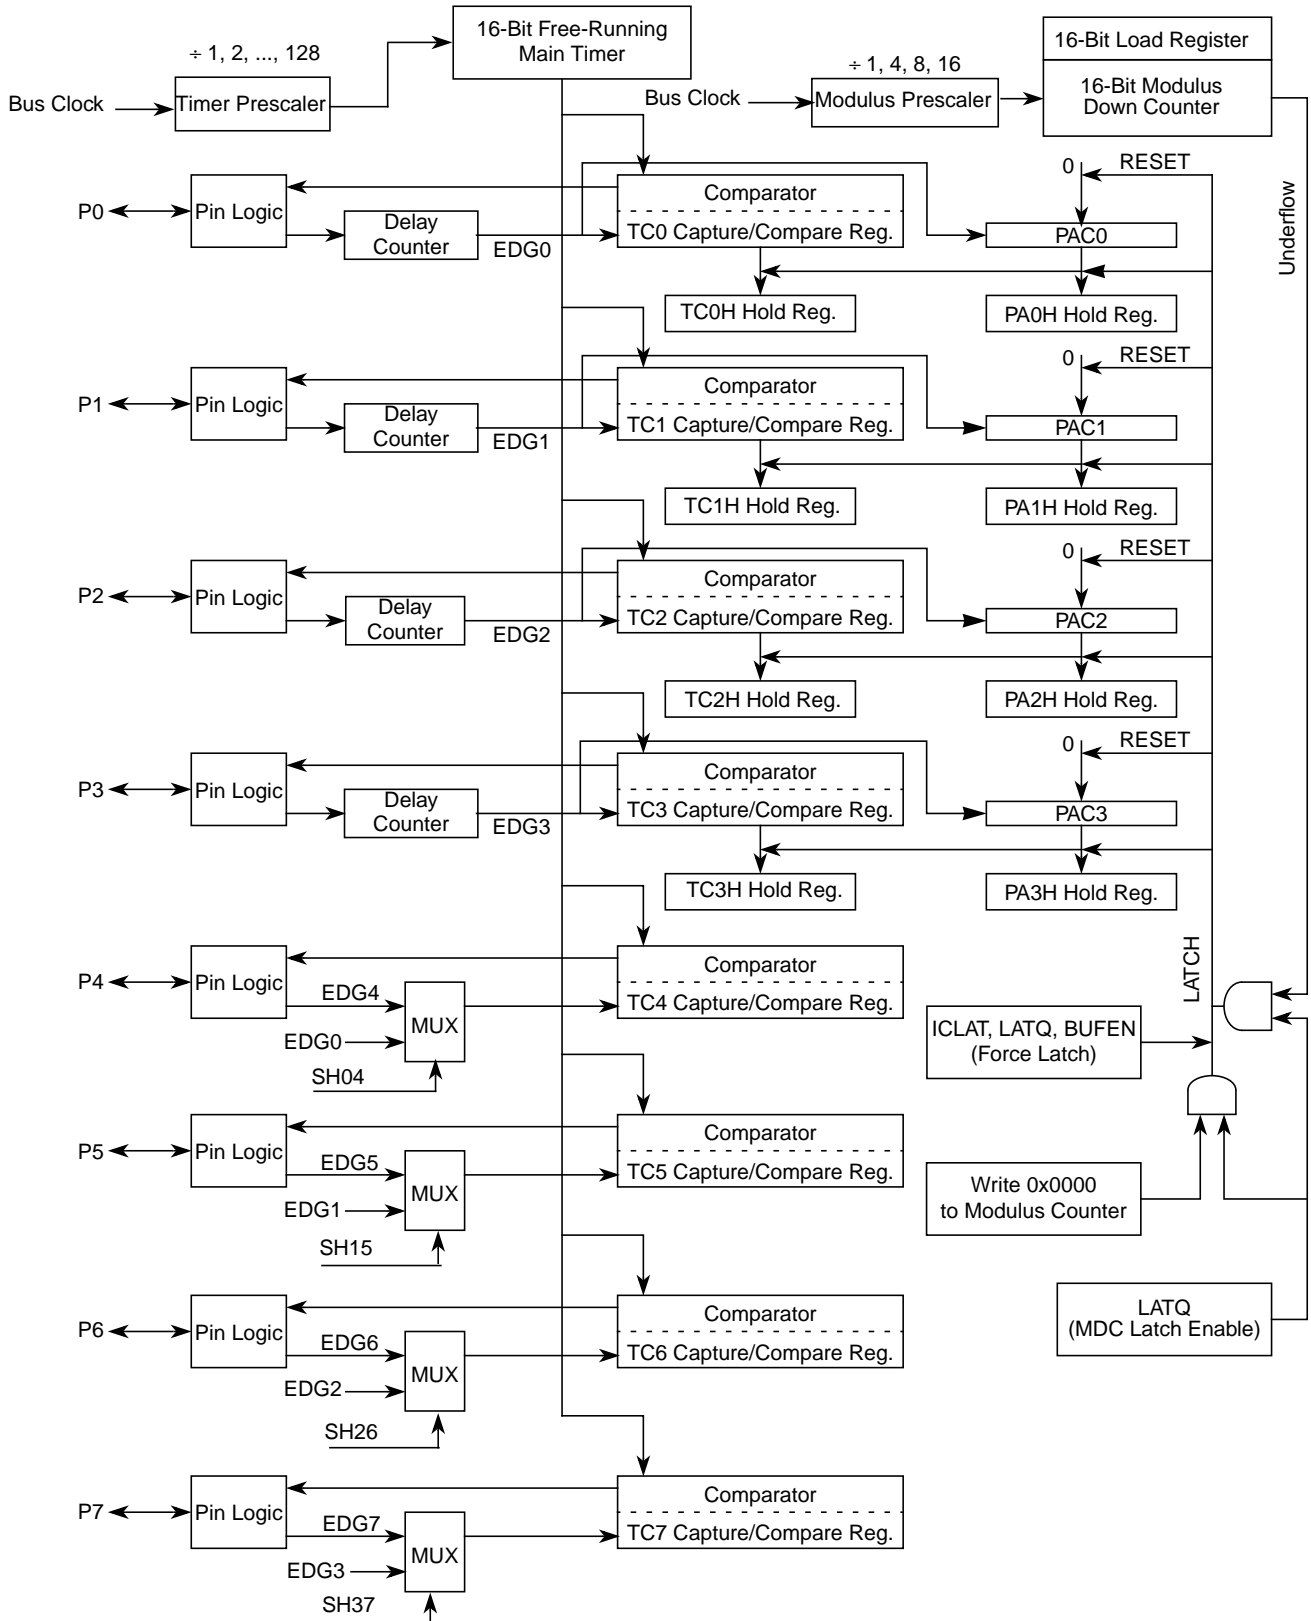 16-Bit Free-Running
Main Timer
÷ 1, 2, ..., 128
Bus Clock
Timer Prescaler
÷ 1, 4, 8, 16
Bus Clock
Modulus Prescaler
16-Bit Load Register
16-Bit Modulus
Down Counter
Underflow
P0
Pin Logic
Delay
Counter
EDG0
Comparator
TC0 Capture/Compare Reg.
0
RESET
PAC0
TC0H Hold Reg.
PA0H Hold Reg.
P1
Pin Logic
Delay
Counter
EDG1
Comparator
TC1 Capture/Compare Reg.
0
RESET
PAC1
TC1H Hold Reg.
PA1H Hold Reg.
P2
Pin Logic
Delay
Counter
EDG2
Comparator
TC2 Capture/Compare Reg.
0
RESET
PAC2
TC2H Hold Reg.
PA2H Hold Reg.
P3
Pin Logic
Delay
Counter
EDG3
Comparator
TC3 Capture/Compare Reg.
0
RESET
PAC3
TC3H Hold Reg.
PA3H Hold Reg.
LATCH
P4
Pin Logic
EDG4
EDG0
MUX
SH04
Comparator
TC4 Capture/Compare Reg.
ICLAT, LATQ, BUFEN
(Force Latch)
P5
Pin Logic
EDG5
EDG1
MUX
SH15
Comparator
TC5 Capture/Compare Reg.
Write 0x0000
to Modulus Counter
P6
Pin Logic
EDG6
EDG2
MUX
SH26
Comparator
TC6 Capture/Compare Reg.
LATQ
(MDC Latch Enable)
P7
Pin Logic
EDG7
EDG3
MUX
SH37
Comparator
TC7 Capture/Compare Reg.